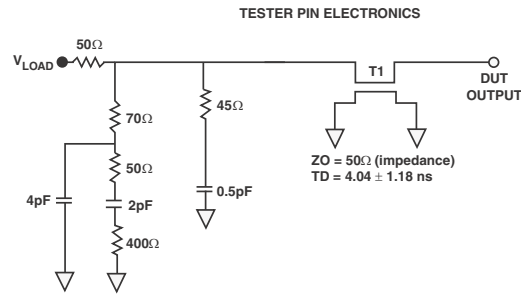 TESTER PIN ELECTRONICS
50Ω
VLOAD
T1
DUT
OUTPUT
70Ω
45Ω
50Ω
4pF
2pF
0.5pF
400Ω
ZO = 50Ω (impedance)
TD = 4.04 ± 1.18 ns